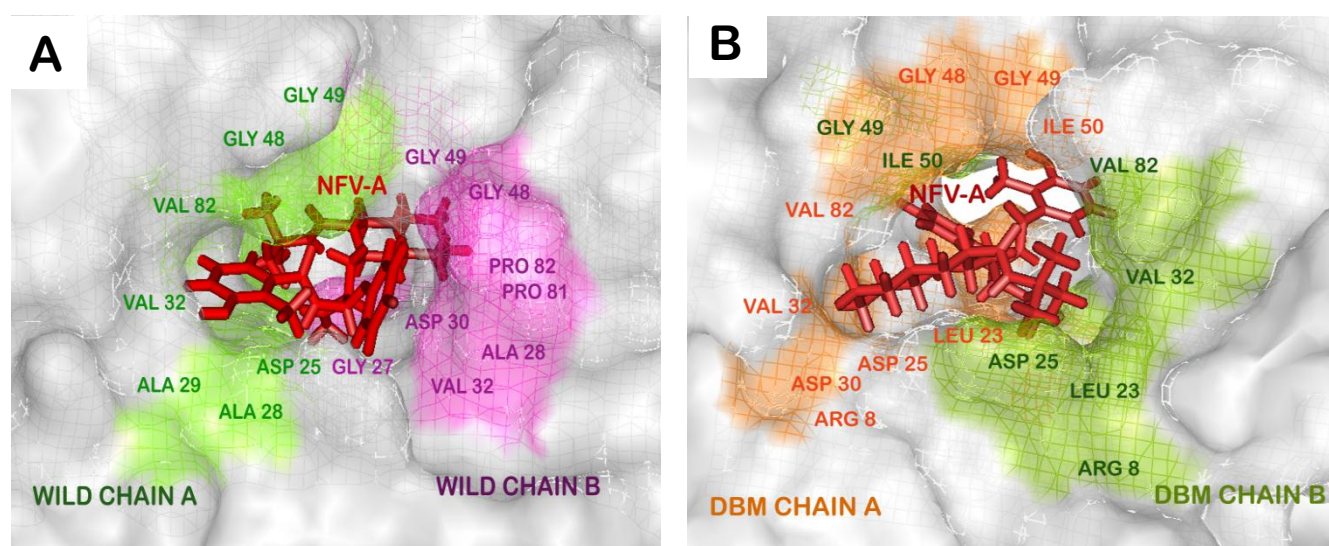 A
GLY 49
GLY 48
GLY 49
NFV-A
GLY 48
VAL 82
PRO 82
PRO 81
VAL 32
ASP 30
ASP 25
GLY 27
ALA 28
ALA 29
VAL 32
ALA 28
WILD CHAIN A
WILD CHAIN B
B
GLY 48
GLY 49
GLY 49
ILE 50
ILE 50
VAL 82
NFV-A
VAL 82
VAL 32
VAL 32
LEU 23
ASP 25
ASP 25
ASP 30
LEU 23
ARG 8
ARG 8
DBM CHAIN A
DBM CHAIN B